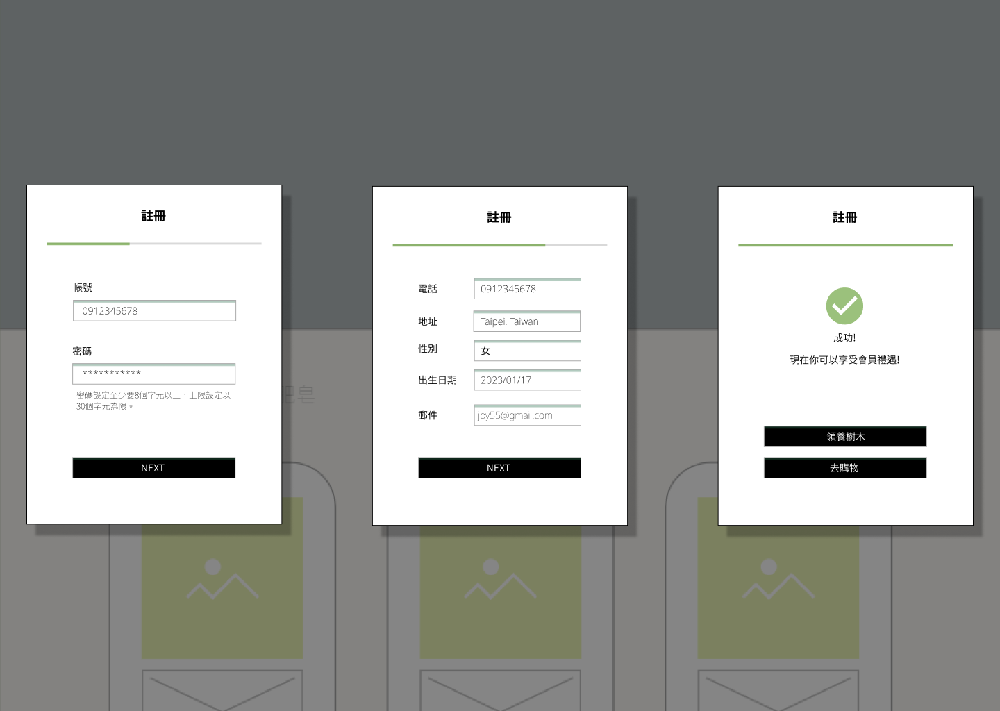 註冊
帳號
0912345678
密碼
***********
密碼設定至少要8個字元以上，上限設定以
30個字元為限。
NEXT
註冊
電話
0912345678
地址
Taipei, Taiwan
性別
女
出生日期
2023/01/17
郵件
joy55@gmail.com
NEXT
註冊
成功!
現在你可以享受會員禮遇!
領養樹木
去購物
肥皂